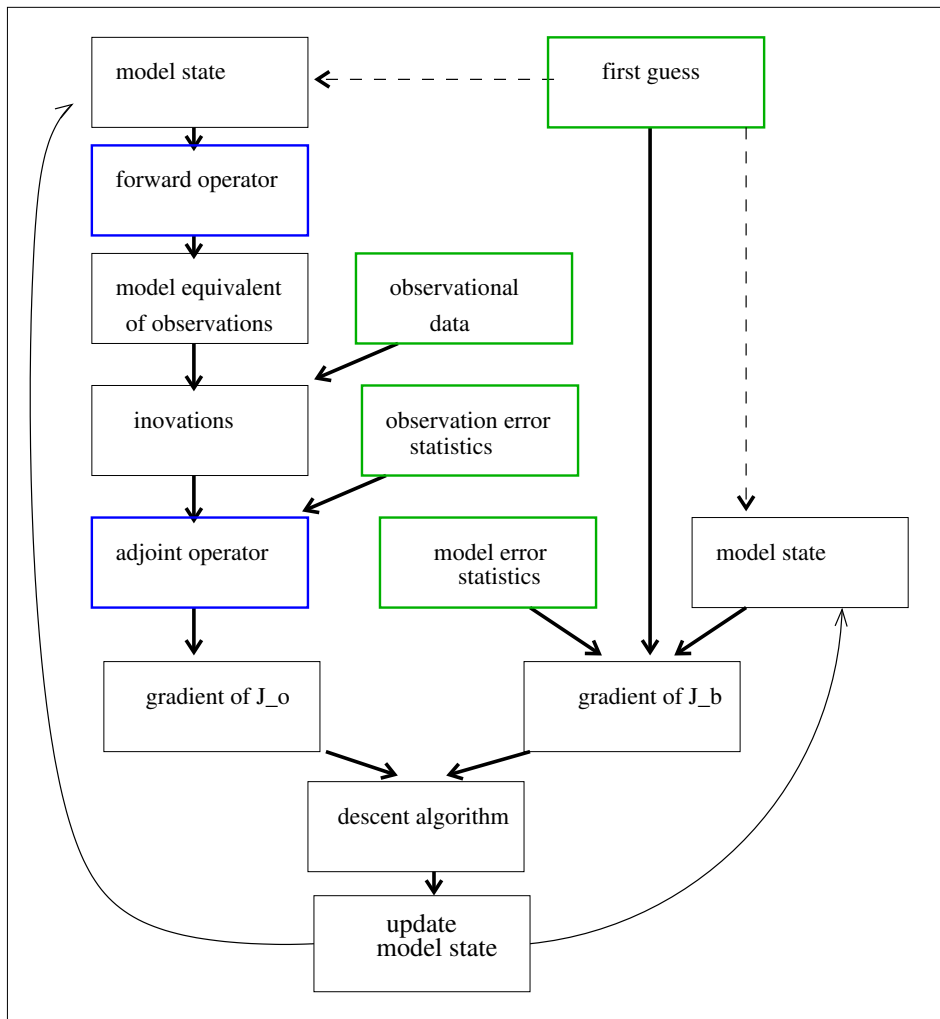 model state
first guess
forward operator
model equivalent
of observations
observational
data
inovations
observation error
statistics
adjoint operator
model error
statistics
model state
gradient of J_o
gradient of J_b
descent algorithm
update
model state